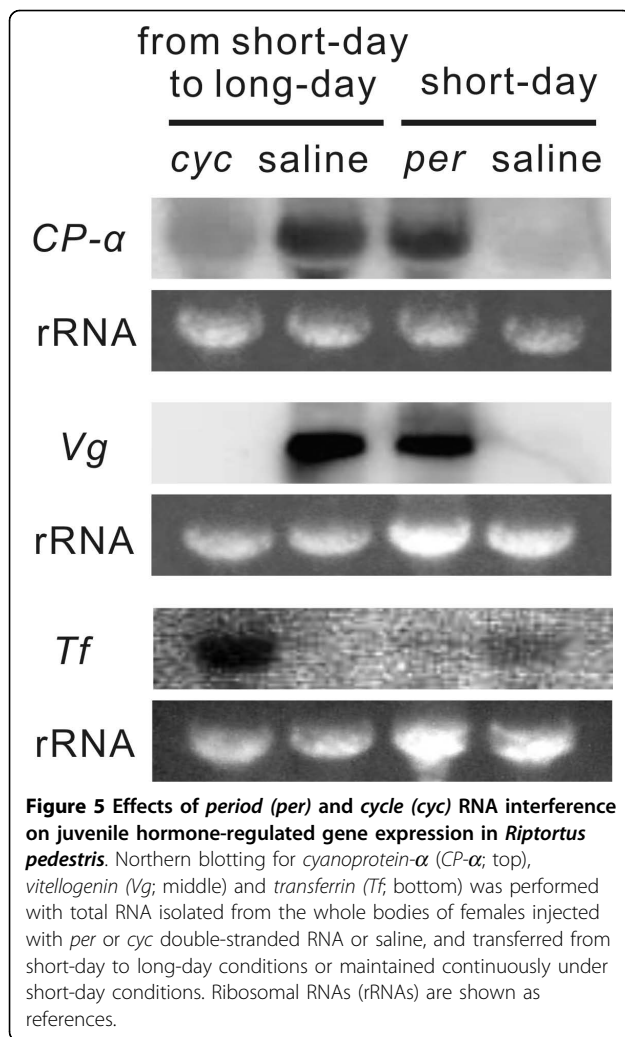 from short-day
to long-day
short-day
cyc saline per saline
CP-α
rRNA
Vg
rRNA
Tf
rRNA
Figure 5 Effects of period (per) and cycle (cyc) RNA interference
on juvenile hormone-regulated gene expression in Riptortus
pedestris. Northern blotting for cyanoprotein-α (CP-α; top),
vitellogenin (Vg; middle) and transferrin (Tf; bottom) was performed
with total RNA isolated from the whole bodies of females injected
with per or cyc double-stranded RNA or saline, and transferred from
short-day to long-day conditions or maintained continuously under
short-day conditions. Ribosomal RNAs (rRNAs) are shown as
references.